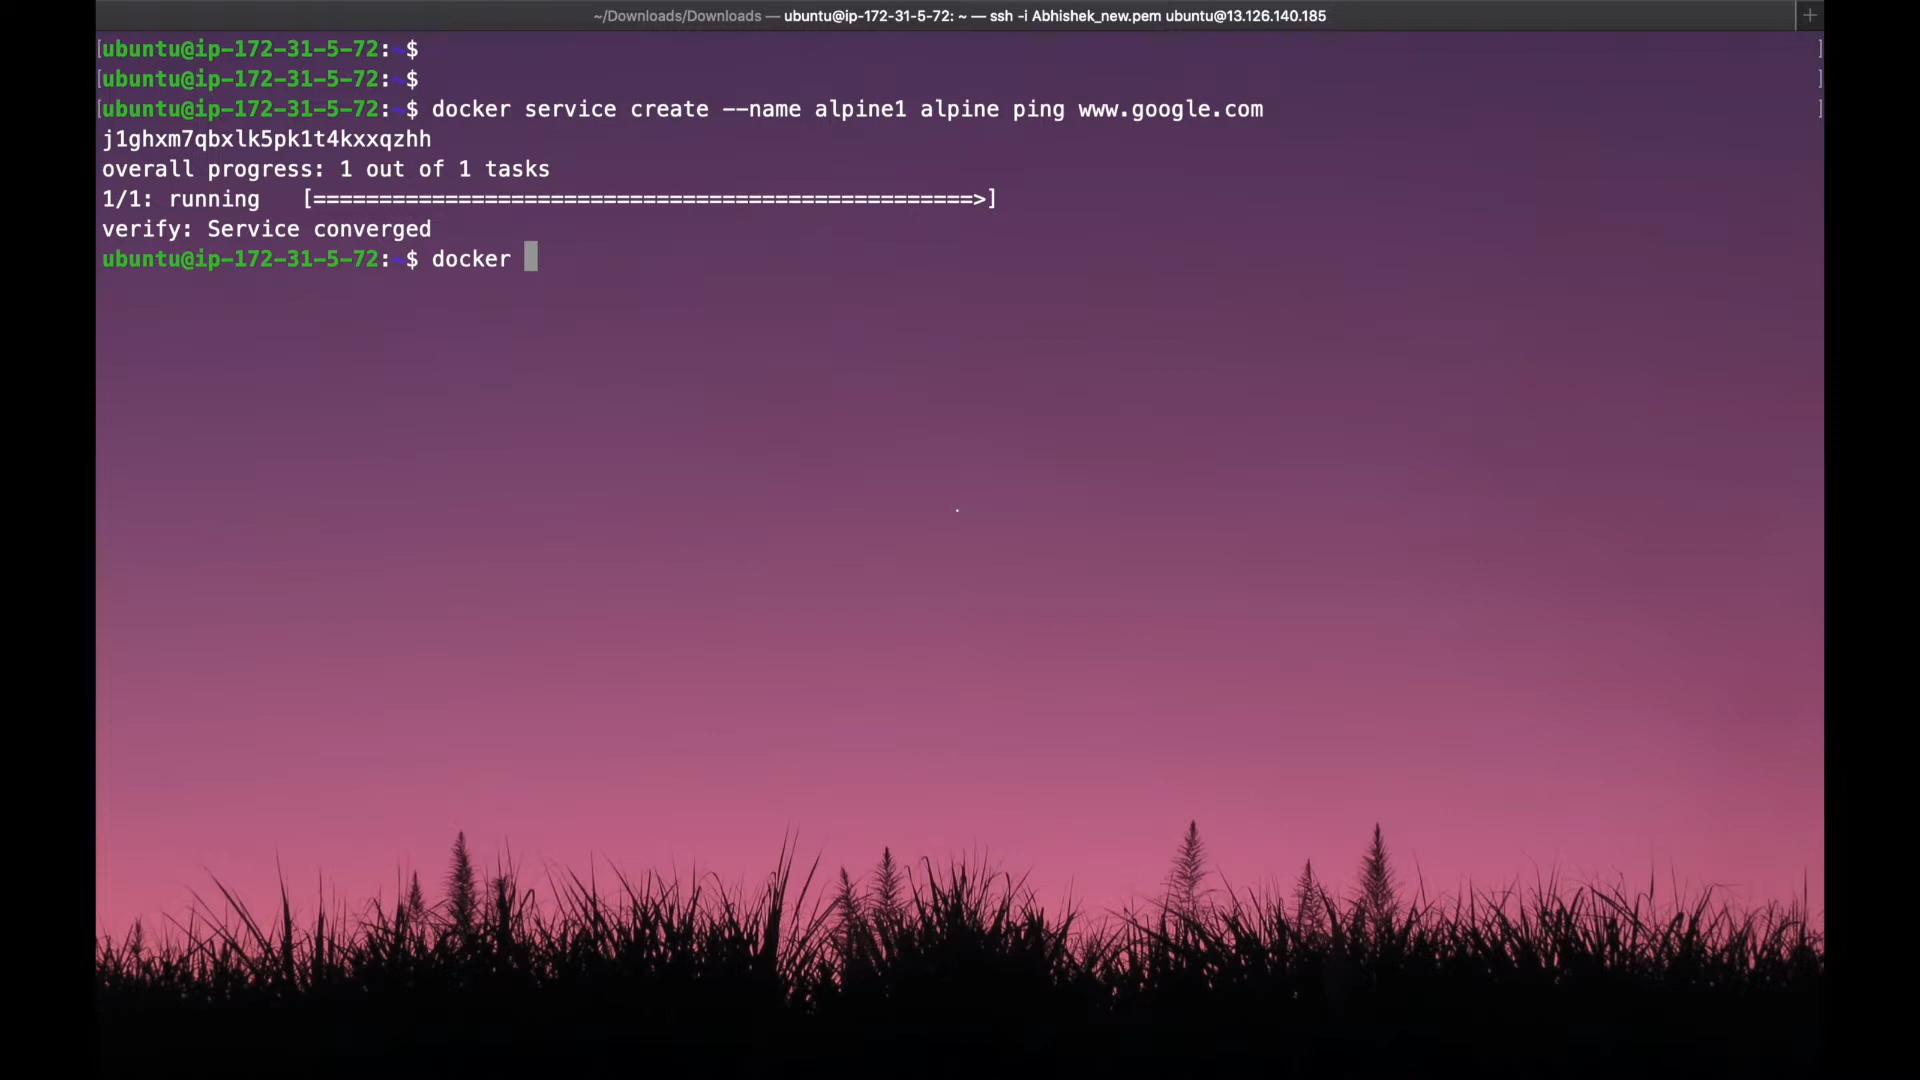 ~/Downloads/Downloads — ubuntu@ip-172-31-5-72: ~ — ssh -i Abhishek_new.pem ubuntu@13.126.140.185
[ubuntu@ip-172-31-5-72:~$ ]
[ubuntu@ip-172-31-5-72:~$ ]
[ubuntu@ip-172-31-5-72:~$ docker service create --name alpine1 alpine ping www.google.com ]
j1ghxm7qbxlk5pk1t4kxxqzhh
overall progress: 1 out of 1 tasks
1/1: running   [==================================================>]
verify: Service converged
ubuntu@ip-172-31-5-72:~$ docker